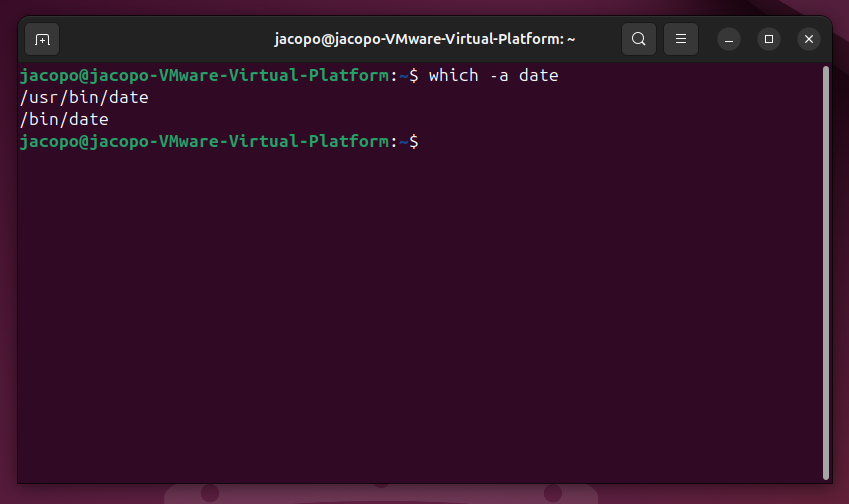 jacopo@jacopo-VMware-Virtual-Platform: ~
jacopo@jacopo-VMware-Virtual-Platform:~$ which -a date
/usr/bin/date
/bin/date
jacopo@jacopo-VMware-Virtual-Platform:~$